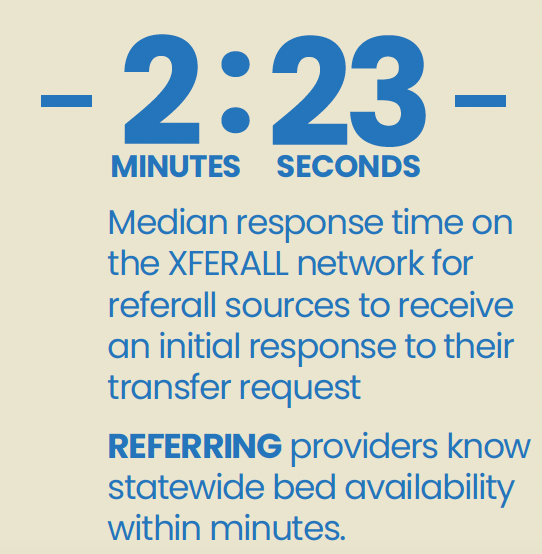 – 2:23 –
MINUTES SECONDS
Median response time on
the XFERALL network for
referall sources to receive
an initial response to their
transfer request
REFERRING providers know
statewide bed availability
within minutes.